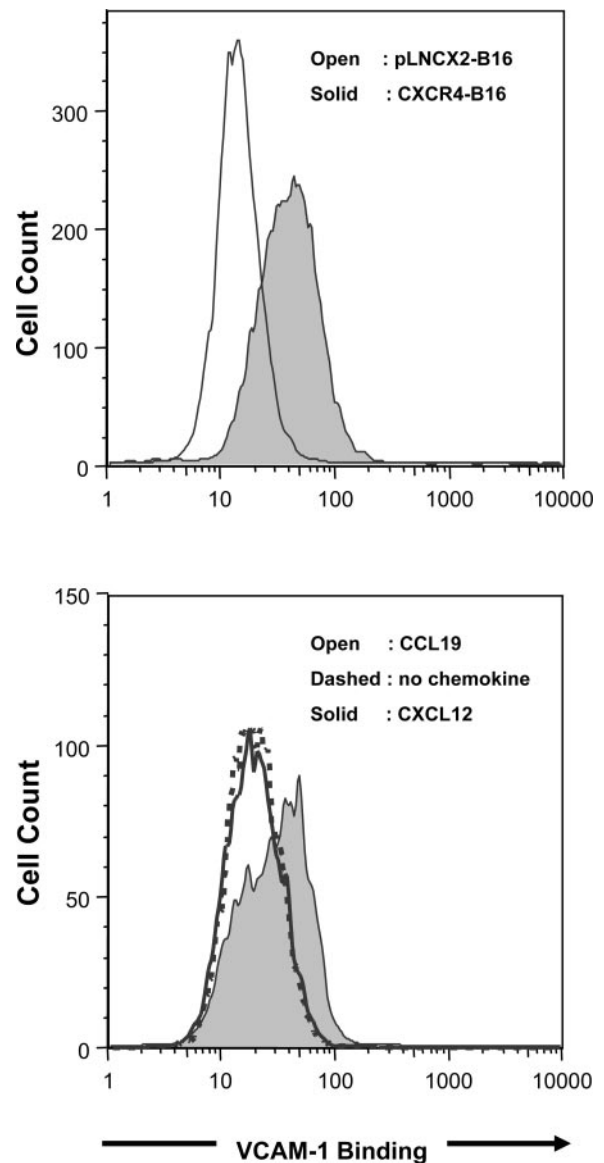 Open : pLNCX2-B16
Solid : CXCR4-B16
300
200
100
0
Cell Count
1 10 100 1000 10000
150
Open : CCL19
Dashed : no chemokine
Solid : CXCL12
100
50
0
Cell Count
1 10 100 1000 10000
VCAM-1 Binding